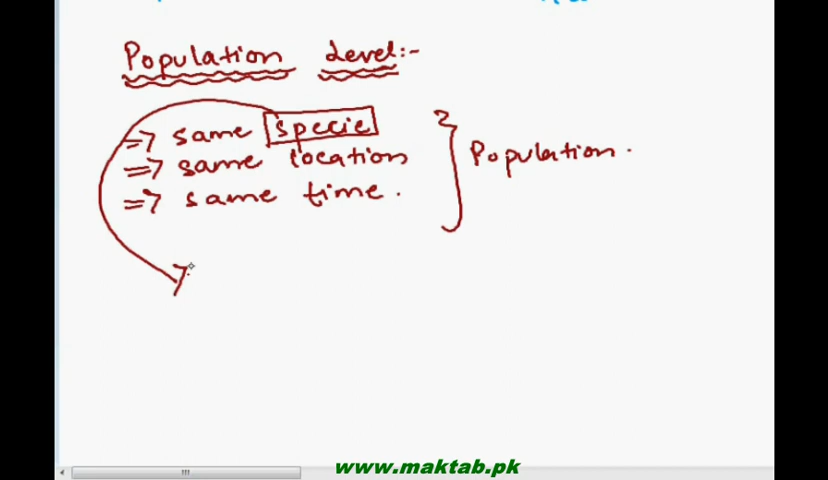 Population Level:-
=> same specie
=> same location
=> same time.
Population.
www.maktab.pk